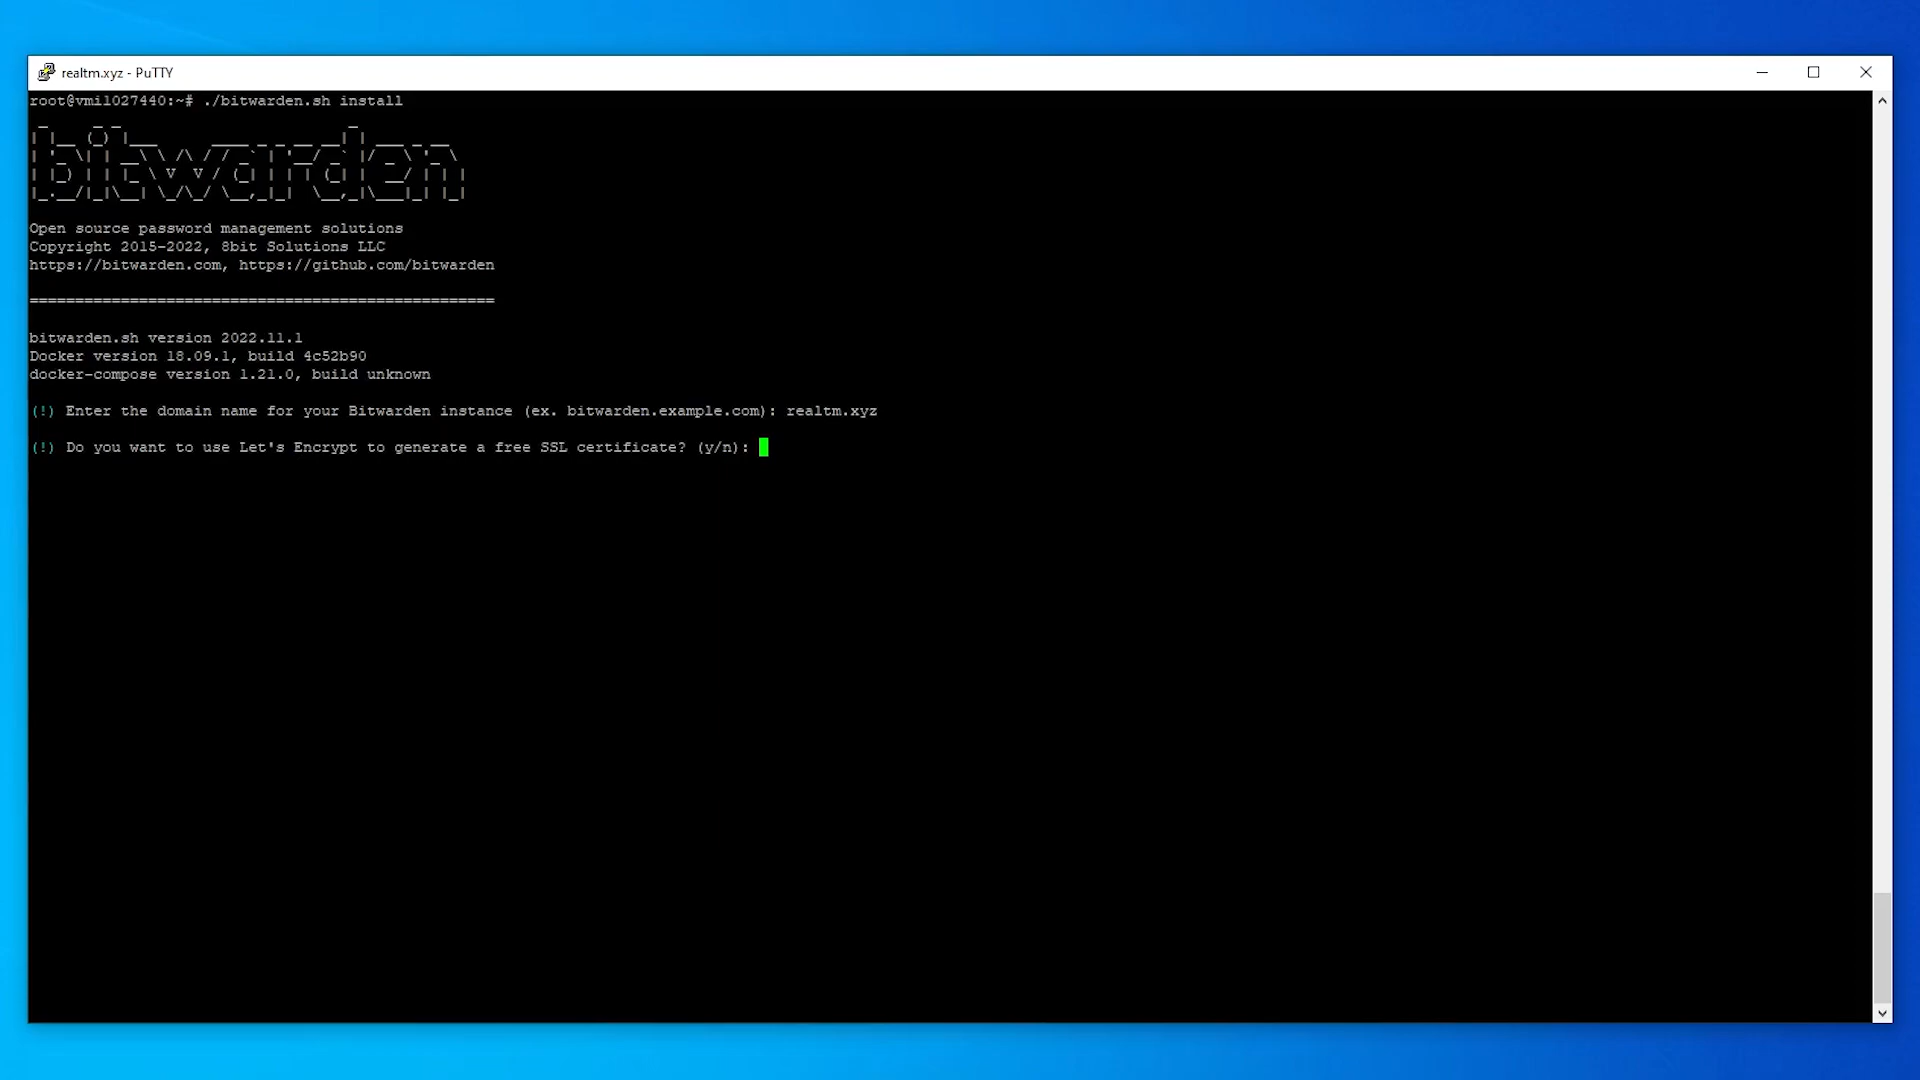 realtm.xyz - PuTTY
root@vmi1027440:~# ./bitwarden.sh install
bitwarden
Open source password management solutions
Copyright 2015-2022, 8bit Solutions LLC
https://bitwarden.com, https://github.com/bitwarden
===================================================
bitwarden.sh version 2022.11.1
Docker version 18.09.1, build 4c52b90
docker-compose version 1.21.0, build unknown
(!) Enter the domain name for your Bitwarden instance (ex. bitwarden.example.com): realtm.xyz
(!) Do you want to use Let's Encrypt to generate a free SSL certificate? (y/n):